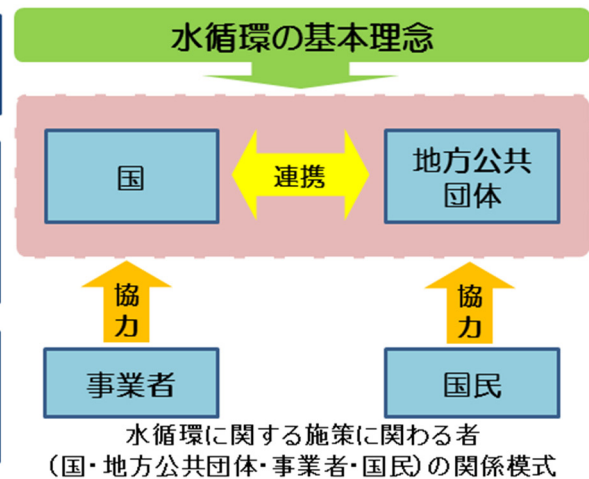 水循環の基本理念
国
連携
地方公共
団体
協
力
協
力
事業者
国民
水循環に関する施策に関わる者
(国・地方公共団体・事業者・国民)の関係模式